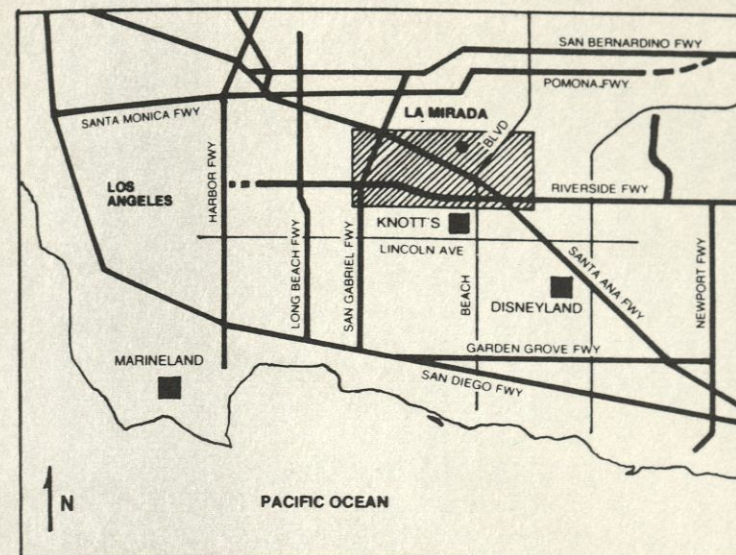 SAN BERNARDINO FWY
POMONA FWY
LA MIRADA
SANTA MONICA FWY
BLVD
HARBOR FWY
LOS
ANGELES
RIVERSIDE FWY
KNOTT'S
LINCOLN AVE
LONG BEACH FWY
SAN GABRIEL FWY
BEACH
SANTA ANA FWY
NEWPORT FWY
DISNEYLAND
GARDEN GROVE FWY
MARINELAND
SAN DIEGO FWY
N
PACIFIC OCEAN